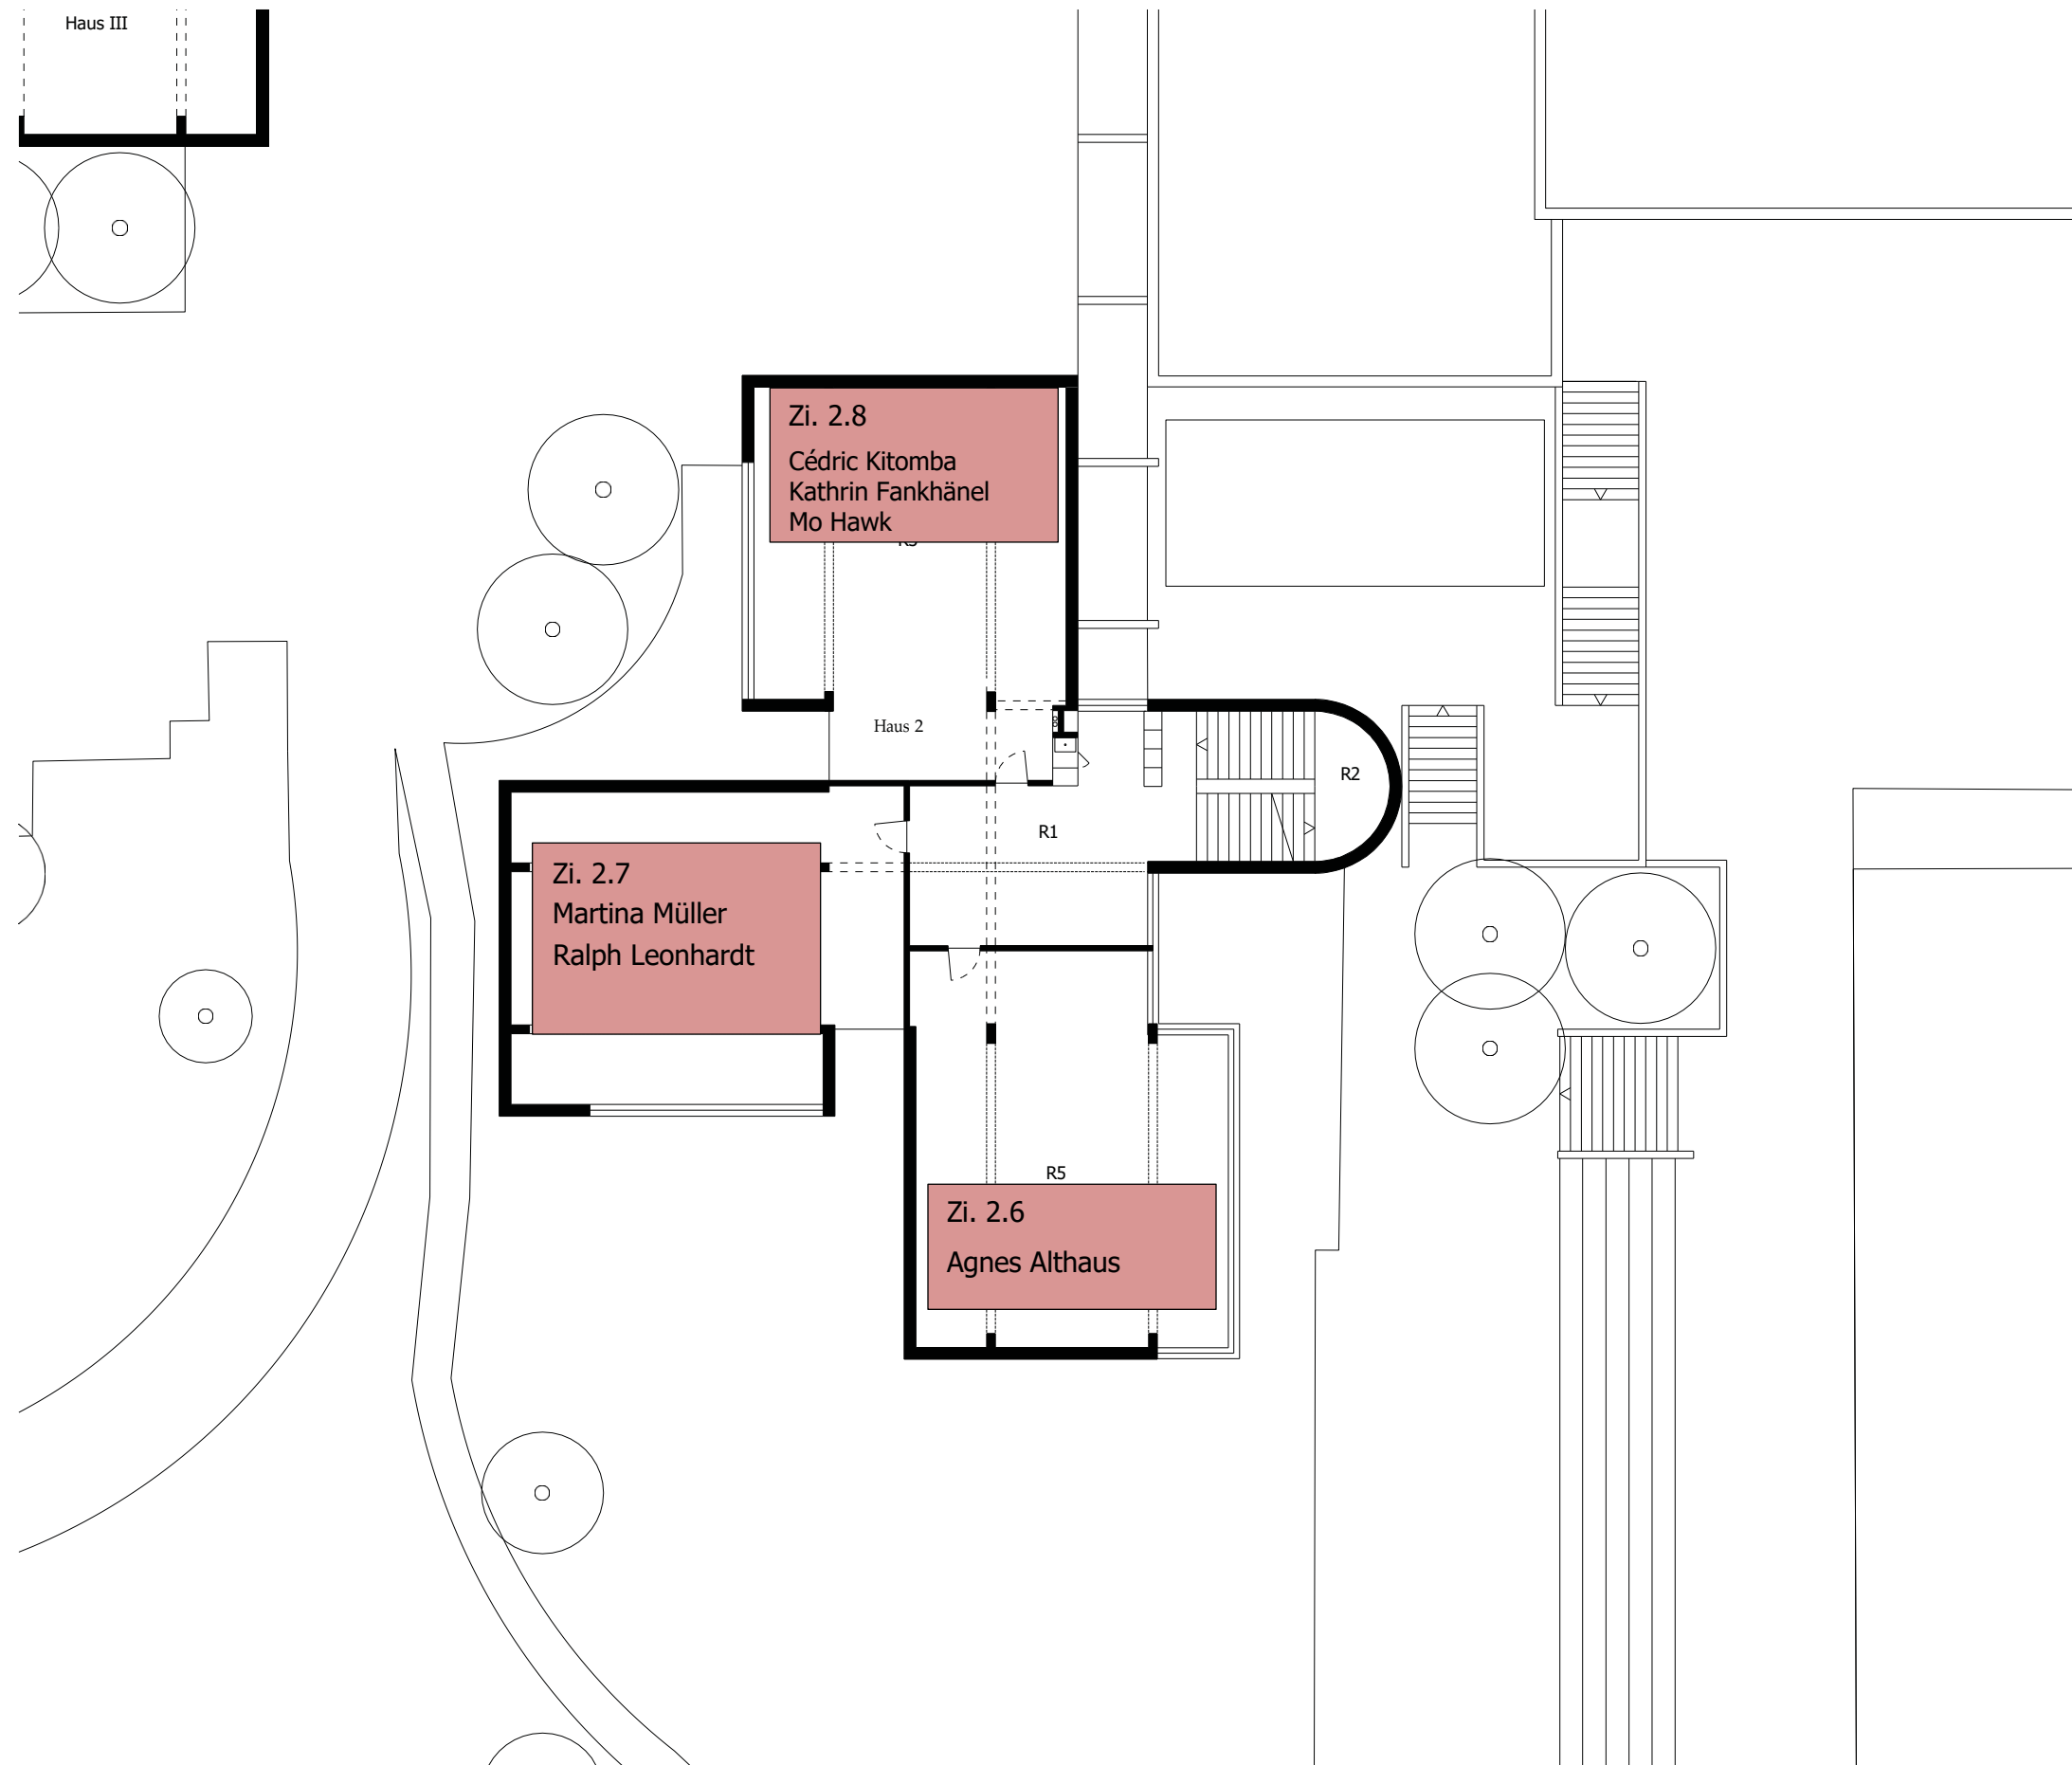 Haus III
Zi. 2.8
Cédric Kitomba
Kathrin Fankhänel
Mo Hawk
Haus 2
R2
R1
Zi. 2.7
Martina Müller
Ralph Leonhardt
R5
Zi. 2.6
Agnes Althaus